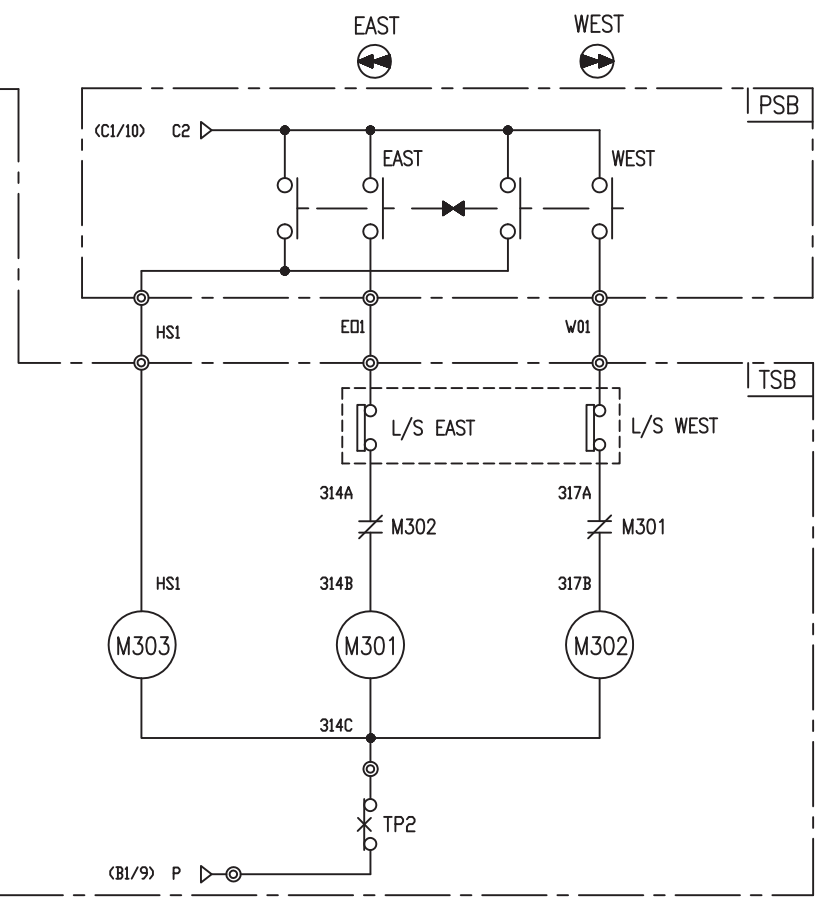 EAST WEST
PSB
(C1/10) C2
EAST WEST
HS1 E01 W01
TSB
L/S EAST L/S WEST
314A 317A
M302 M301
HS1 314B 317B
M303 M301 M302
314C
TP2
(B1/9) P